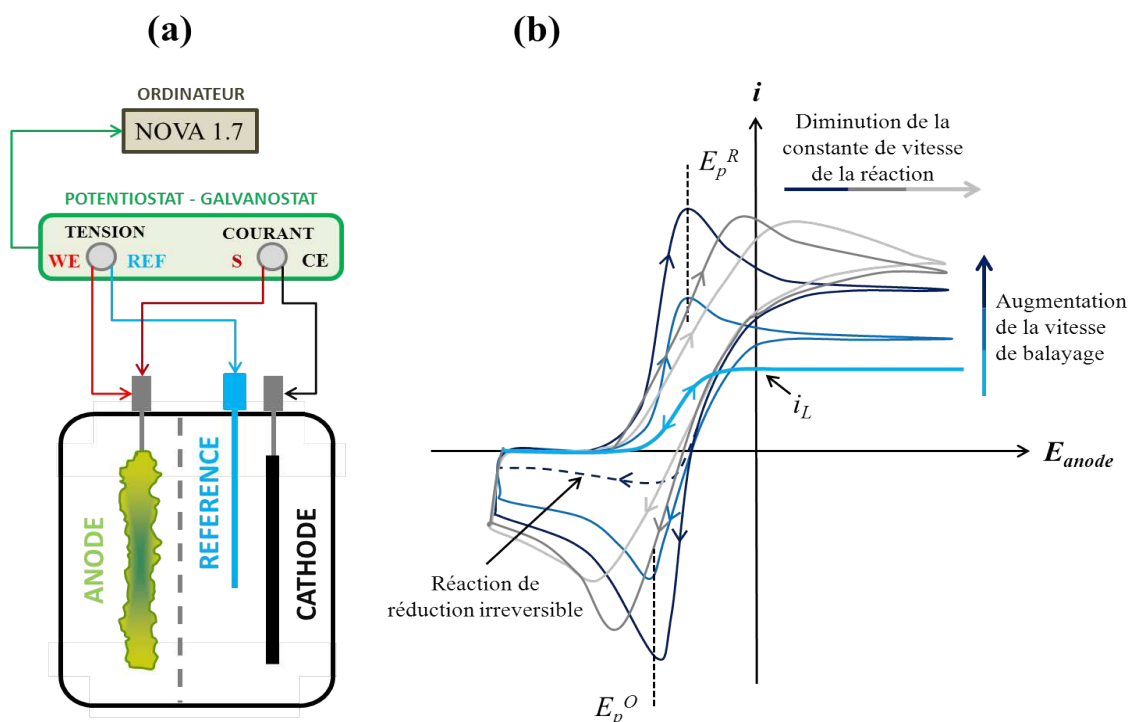 (a)
ORDINATEUR
NOVA 1.7
POTENTIOSTAT - GALVANOSTAT
TENSION
COURANT
WE
REF
S
CE
ANODE
REFERENCE
CATHODE
(b)
i
Diminution de la
constante de vitesse
de la réaction
E_p^R
Augmentation
de la vitesse
de balayage
i_L
E_anode
Réaction de
réduction irreversible
E_p^O